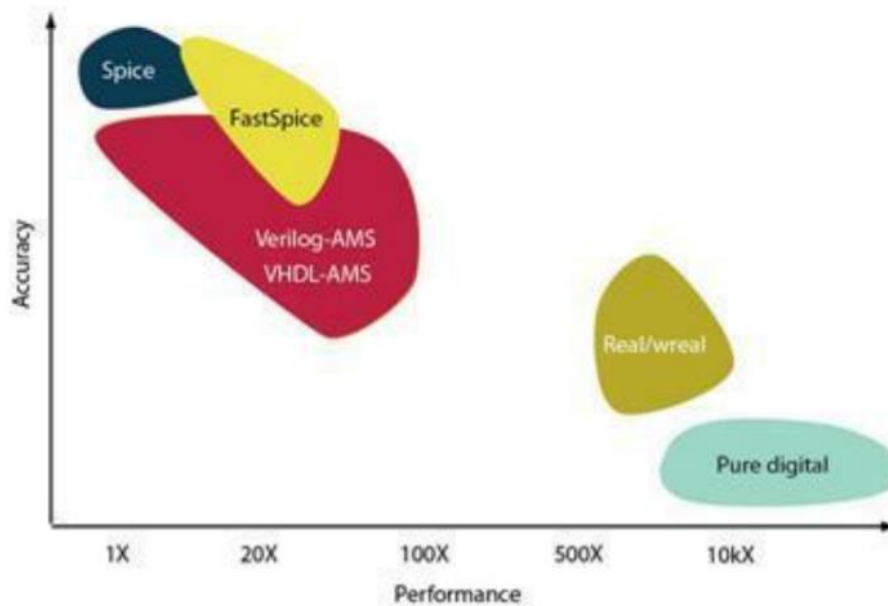 Spice
FastSpice
Verilog-AMS
VHDL-AMS
Accuracy
Real/wreal
Pure digital
1X 20X 100X 500X 10kX
Performance